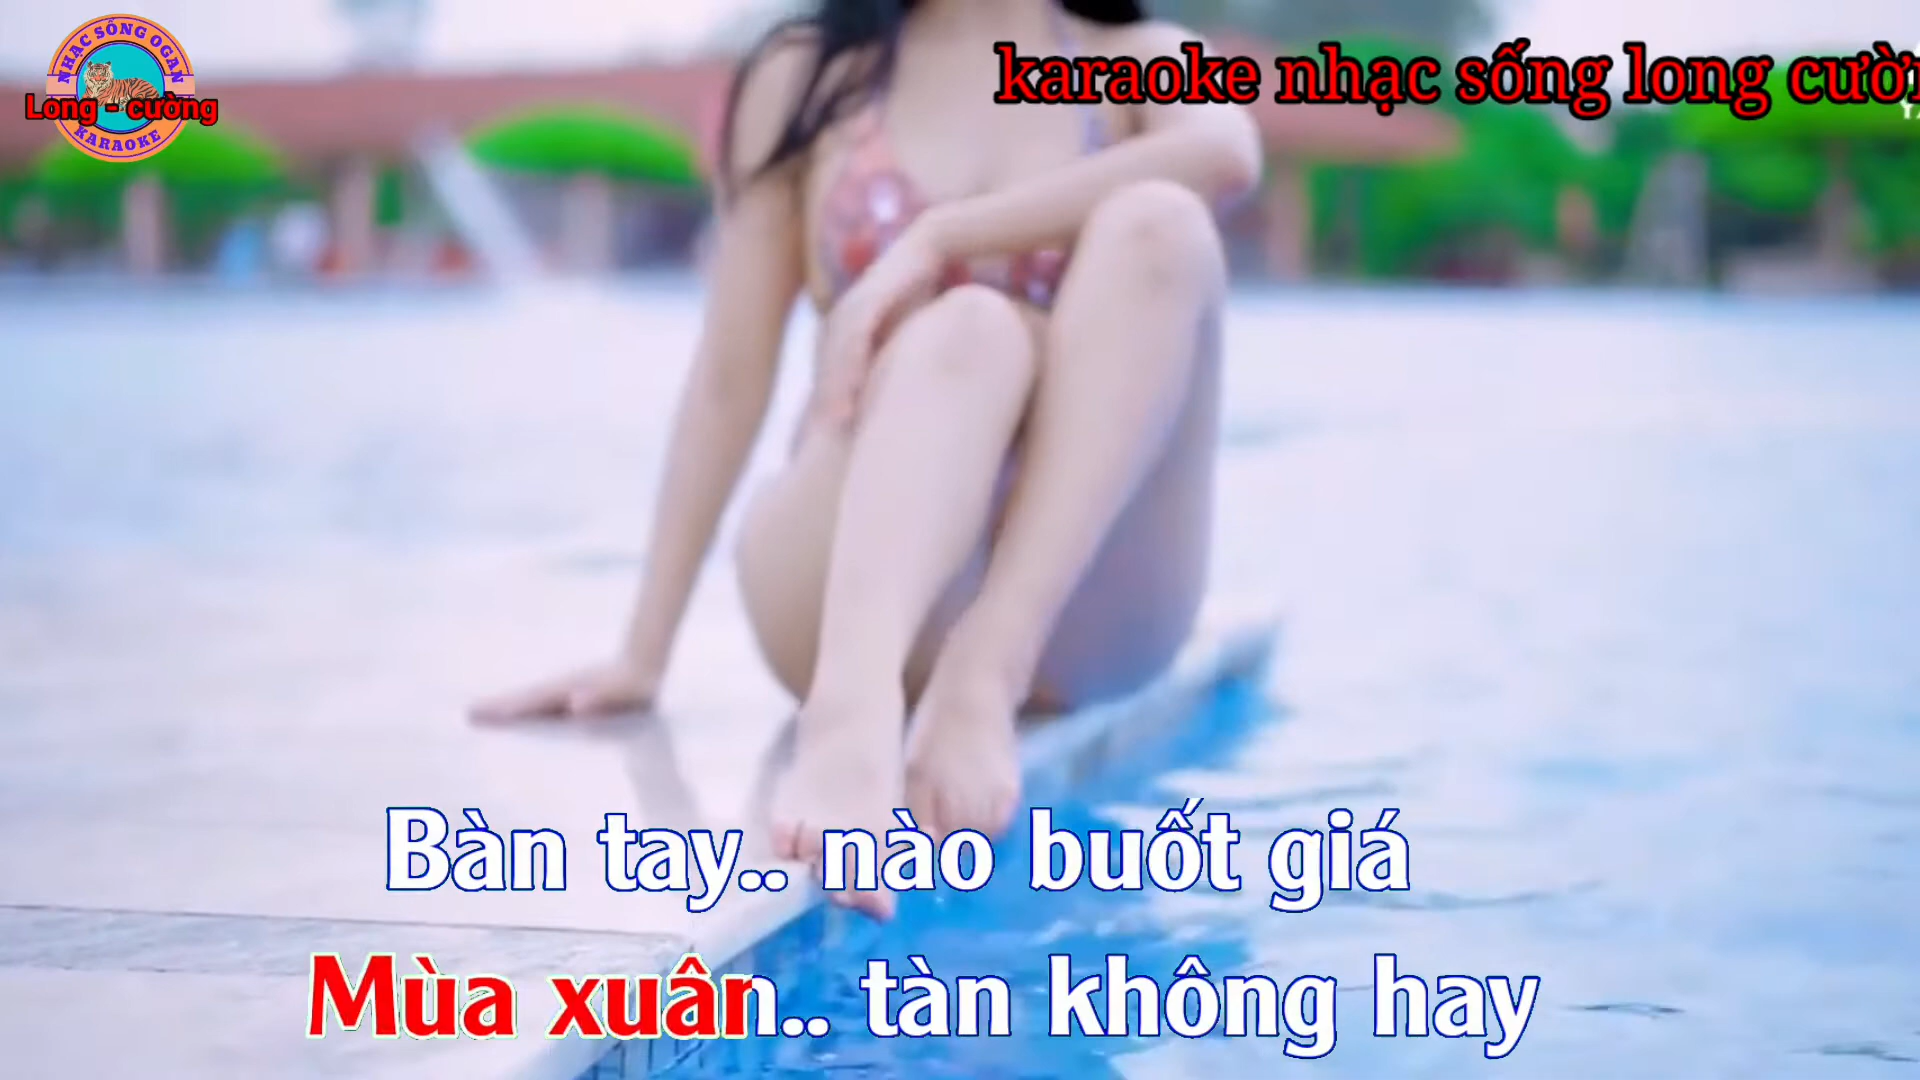 NHẠC SỐNG OGAN
Long - cường
KARAOKE
karaoke nhạc sống long
Bàn tay.. nào buốt giá
Mùa xuân.. tàn không hay